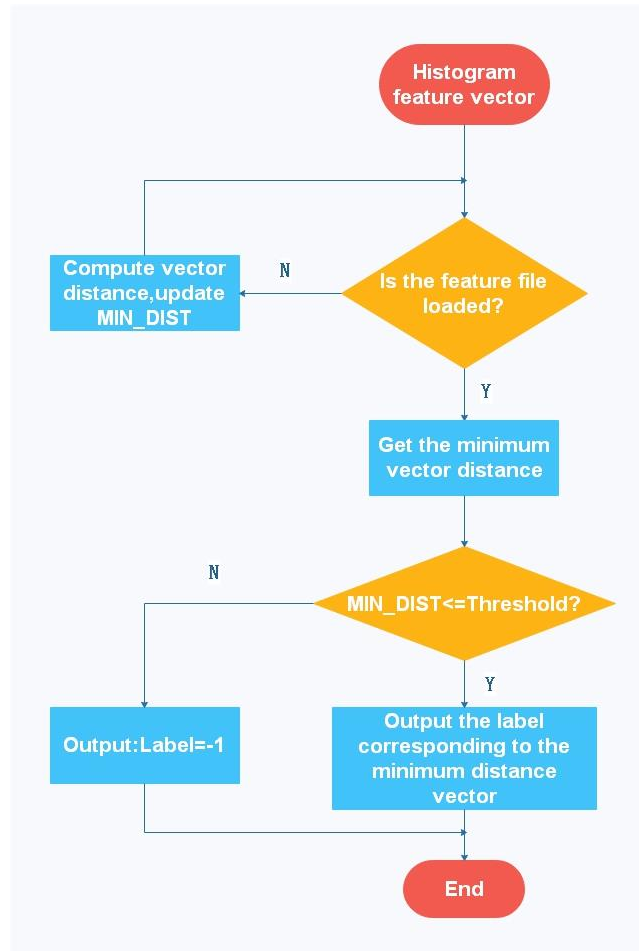 Histogram
feature vector
Compute vector
distance,update
MIN_DIST
N
Is the feature file
loaded?
Y
Get the minimum
vector distance
N
MIN_DIST<=Threshold?
Y
Output:Label=-1
Output the label
corresponding to the
minimum distance
vector
End